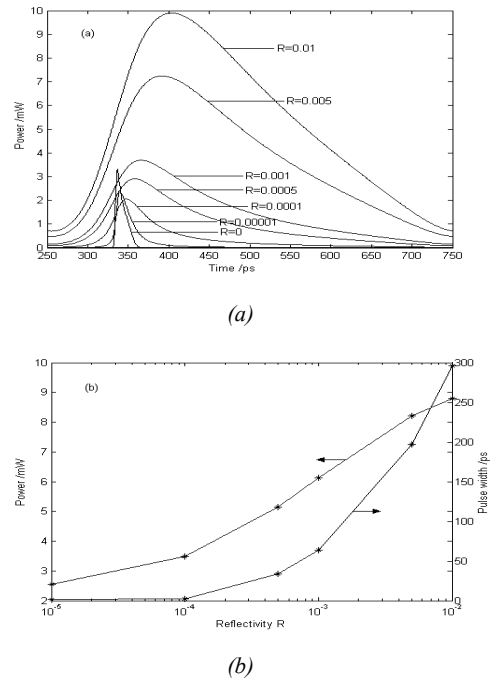 (a)
10
9
8
7
6
5
4
3
2
1
0
Power /mW
R=0.01
R=0.005
R=0.001
R=0.0005
R=0.0001
R=0.00001
R=0
250 300 350 400 450 500 550 600 650 700 750
Time /ps
(a)
(b)
10
9
8
7
6
5
4
3
2
Power/mW
300
250
200
150
100
50
0
Pulse width /ps
10-5 10-4 10-3 10-2
Reflectivity R
(b)